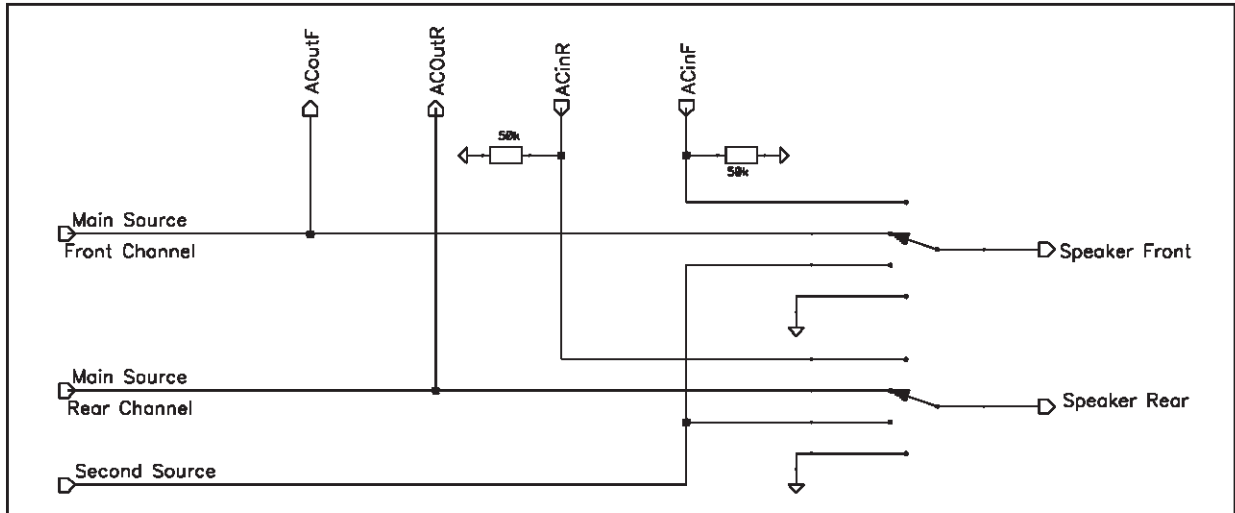 ACoutF
ACOutR
ACinR
ACinF
50k
50k
Main Source
Front Channel
Speaker Front
Main Source
Rear Channel
Speaker Rear
Second Source